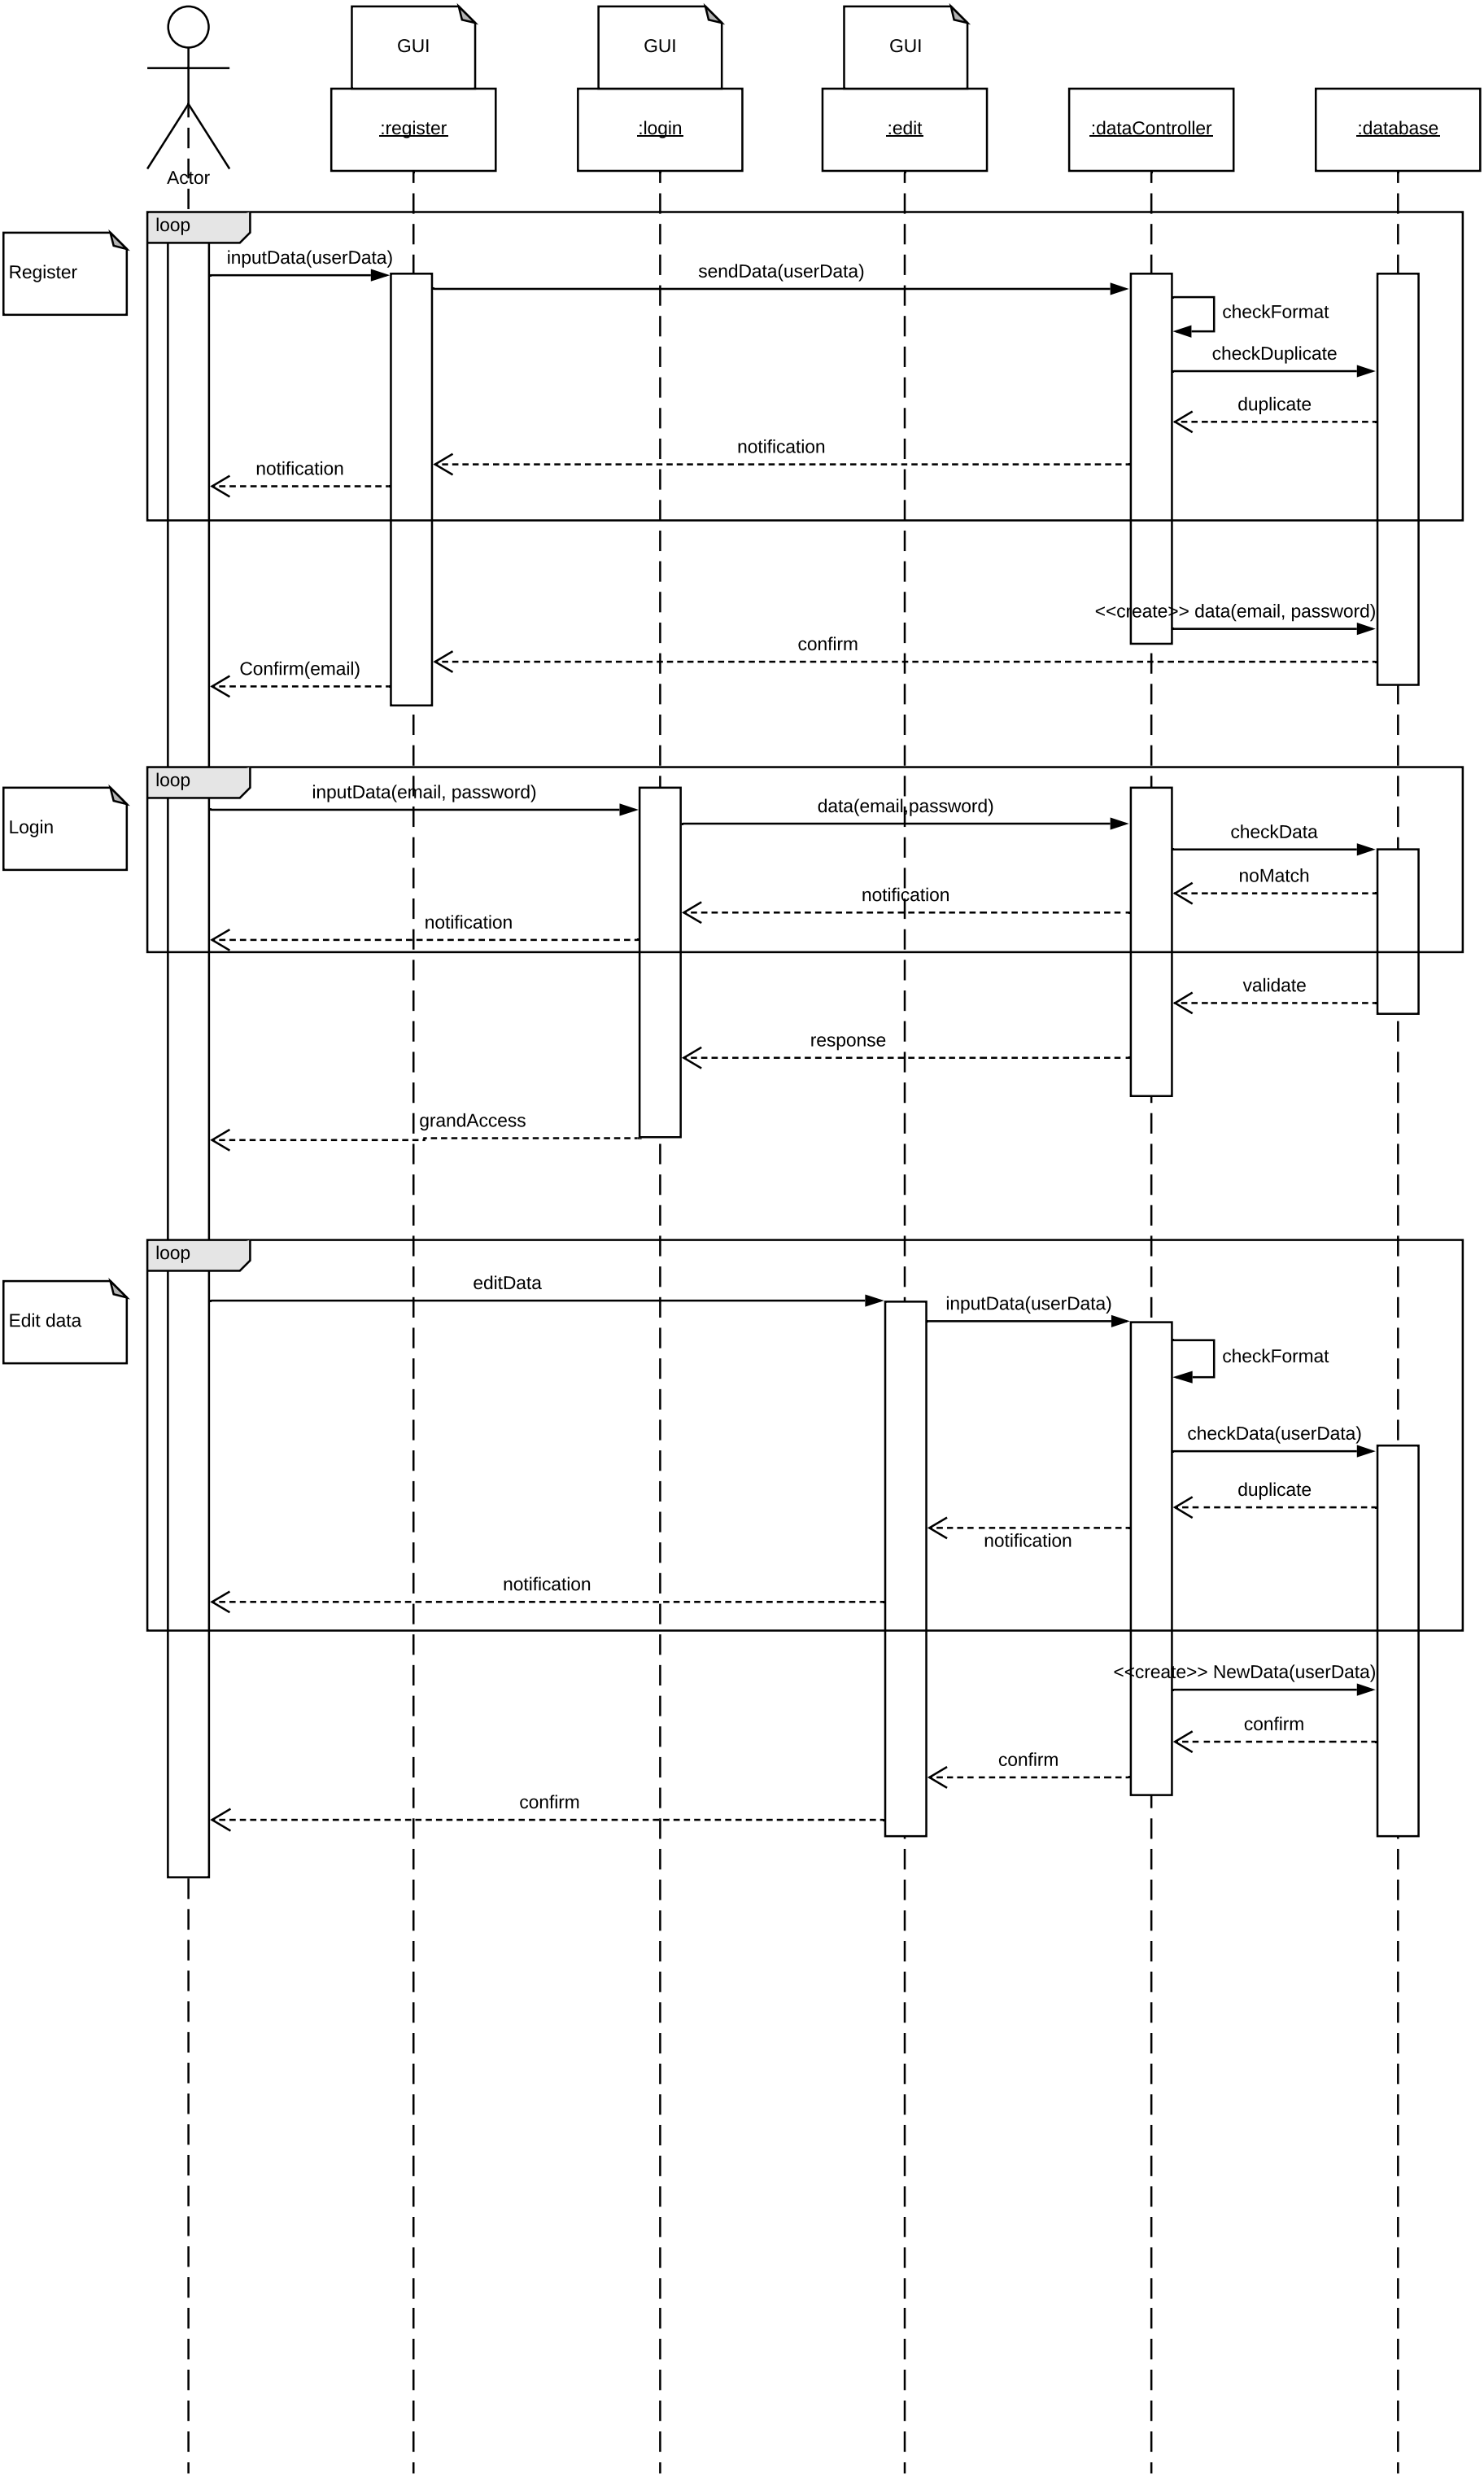 GUI
GUI
GUI
:register
:login
:edit
:dataController
:database
Actor
loop
Register
inputData(userData)
sendData(userData)
checkFormat
checkDuplicate
duplicate
notification
notification
<<create>> data(email, password)
confirm
Confirm(email)
loop
Login
inputData(email, password)
data(email,password)
checkData
noMatch
notification
notification
validate
response
grandAccess
loop
Edit data
editData
inputData(userData)
checkFormat
checkData(userData)
duplicate
notification
notification
<<create>> NewData(userData)
confirm
confirm
confirm